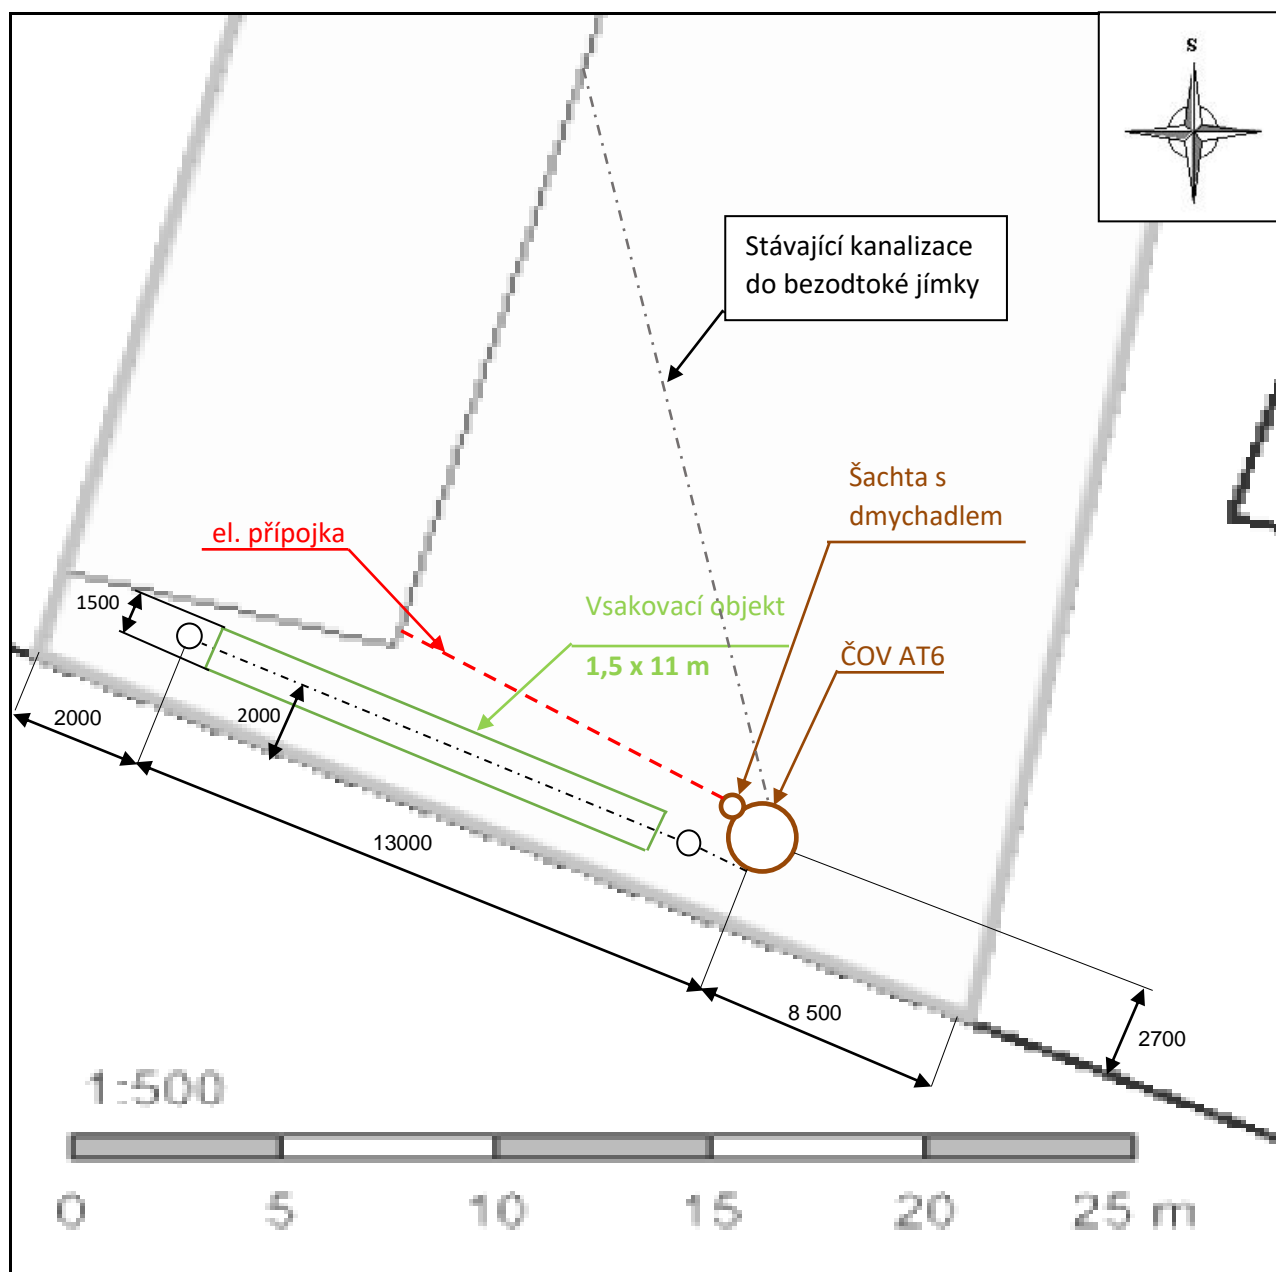 S
Stávající kanalizace
do bezodtoké jímky
Šachta s
dmychadlem
el. přípojka
Vsakovací objekt
1,5 x 11 m
ČOV AT6
1500
2000
2000
13000
8 500
2700
1:500
0 5 10 15 20 25 m